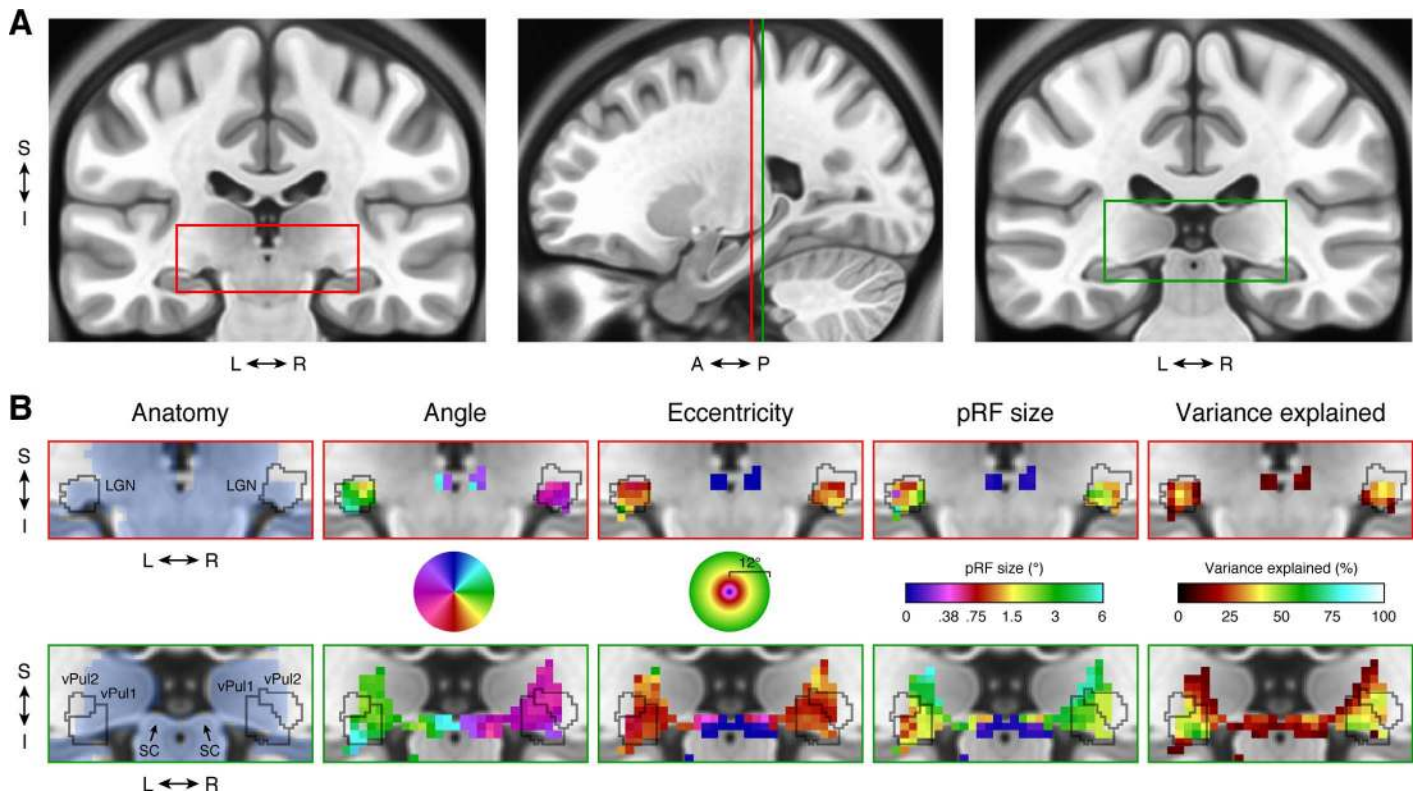 A
S
I
L R
A P
L R
B
Anatomy Angle Eccentricity pRF size Variance explained
S
I
LGN LGN
L R
12°
pRF size (°)
0 .38 .75 1.5 3 6
Variance explained (%)
0 25 50 75 100
S
I
vPul2 vPul1 vPul1 vPul2
SC SC
L R